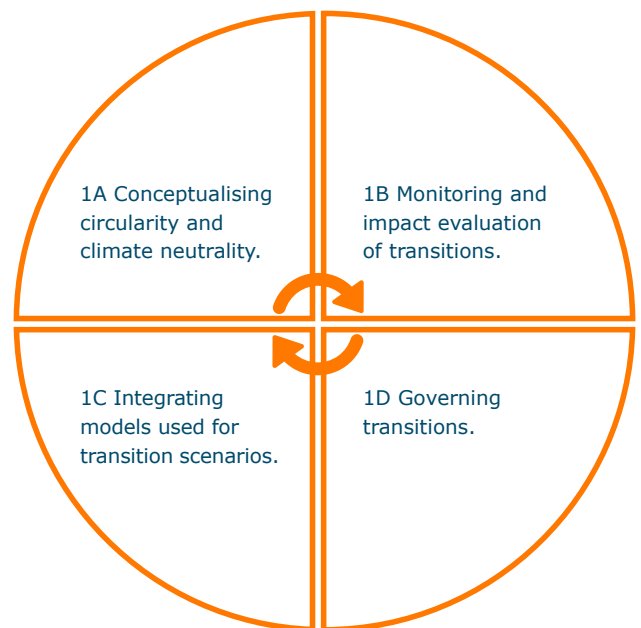 1A Conceptualising
circularity and
climate neutrality.
1B Monitoring and
impact evaluation
of transitions.
1C Integrating
models used for
transition scenarios.
1D Governing
transitions.